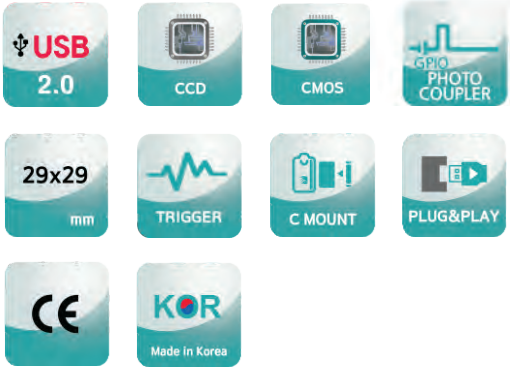 USB
2.0
CCD
CMOS
GPIO
PHOTO
COUPLER
29x29
mm
TRIGGER
C MOUNT
PLUG&PLAY
CE
KOR
Made in Korea